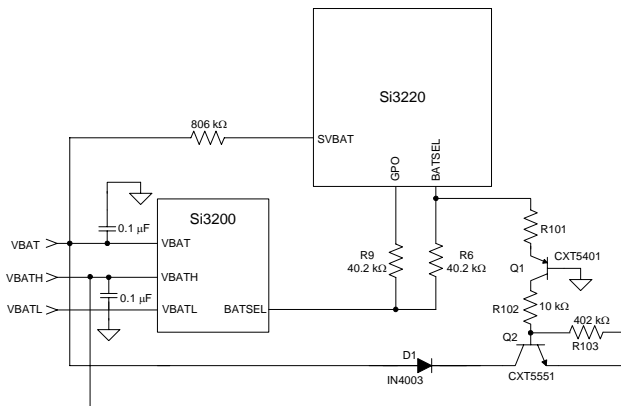 Si3220
SVBAT
GPO
BATSEL
806 kΩ
0.1 µF
Si3200
VBAT
VBATH
VBATL
VBAT
VBATH
VBATL
BATSEL
0.1 µF
R9
40.2 kΩ
R6
40.2 kΩ
R101
Q1
CXT5401
R102
10 kΩ
402 kΩ
R103
Q2
CXT5551
D1
IN4003